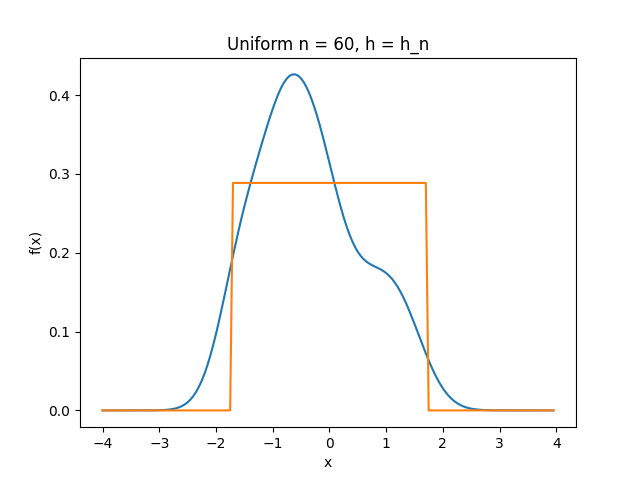 Uniform n = 60, h = h_n
f(x)
0.4
0.3
0.2
0.1
0.0
−4 −3 −2 −1 0 1 2 3 4
x